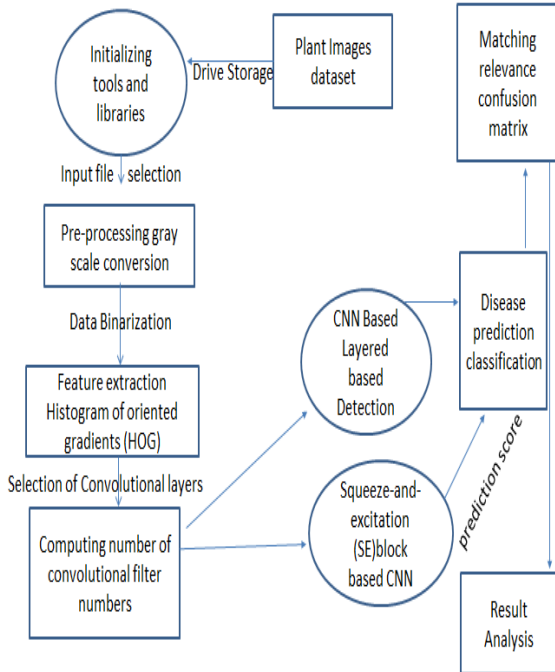 Initializing
tools and
libraries
Drive Storage
Plant Images
dataset
Matching
relevance
confusion
matrix
Input file
selection
Pre-processing gray
scale conversion
Data Binarization
Feature extraction
Histogram of oriented
gradients (HOG)
Selection of Convolutional layers
Computing number of
convolutional filter
numbers
CNN Based
Layered
based
Detection
Squeeze-and-
excitation
(SE)block
based CNN
Disease
prediction
classification
prediction score
Result
Analysis